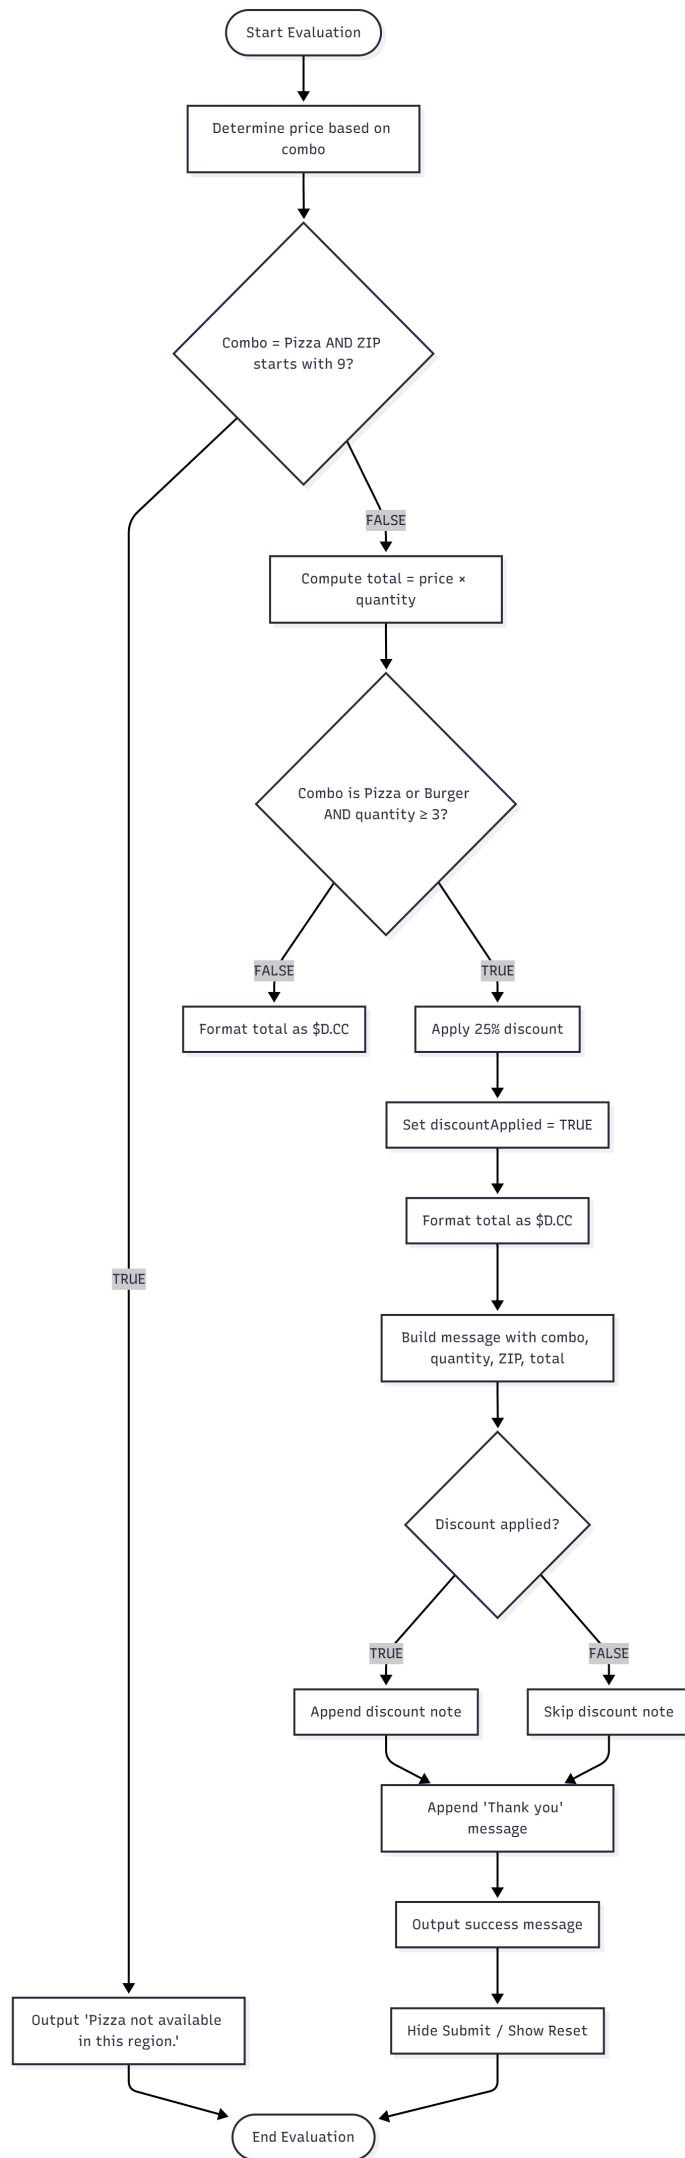 Start Evaluation
Determine price based on
combo
Combo = Pizza AND ZIP
starts with 9?
FALSE
Compute total = price ×
quantity
Combo is Pizza or Burger
AND quantity ≥ 3?
FALSE
TRUE
Format total as $D.CC
Apply 25% discount
Set discountApplied = TRUE
Format total as $D.CC
TRUE
Build message with combo,
quantity, ZIP, total
Discount applied?
TRUE
FALSE
Append discount note
Skip discount note
Append 'Thank you'
message
Output success message
Output 'Pizza not available
in this region.'
Hide Submit / Show Reset
End Evaluation